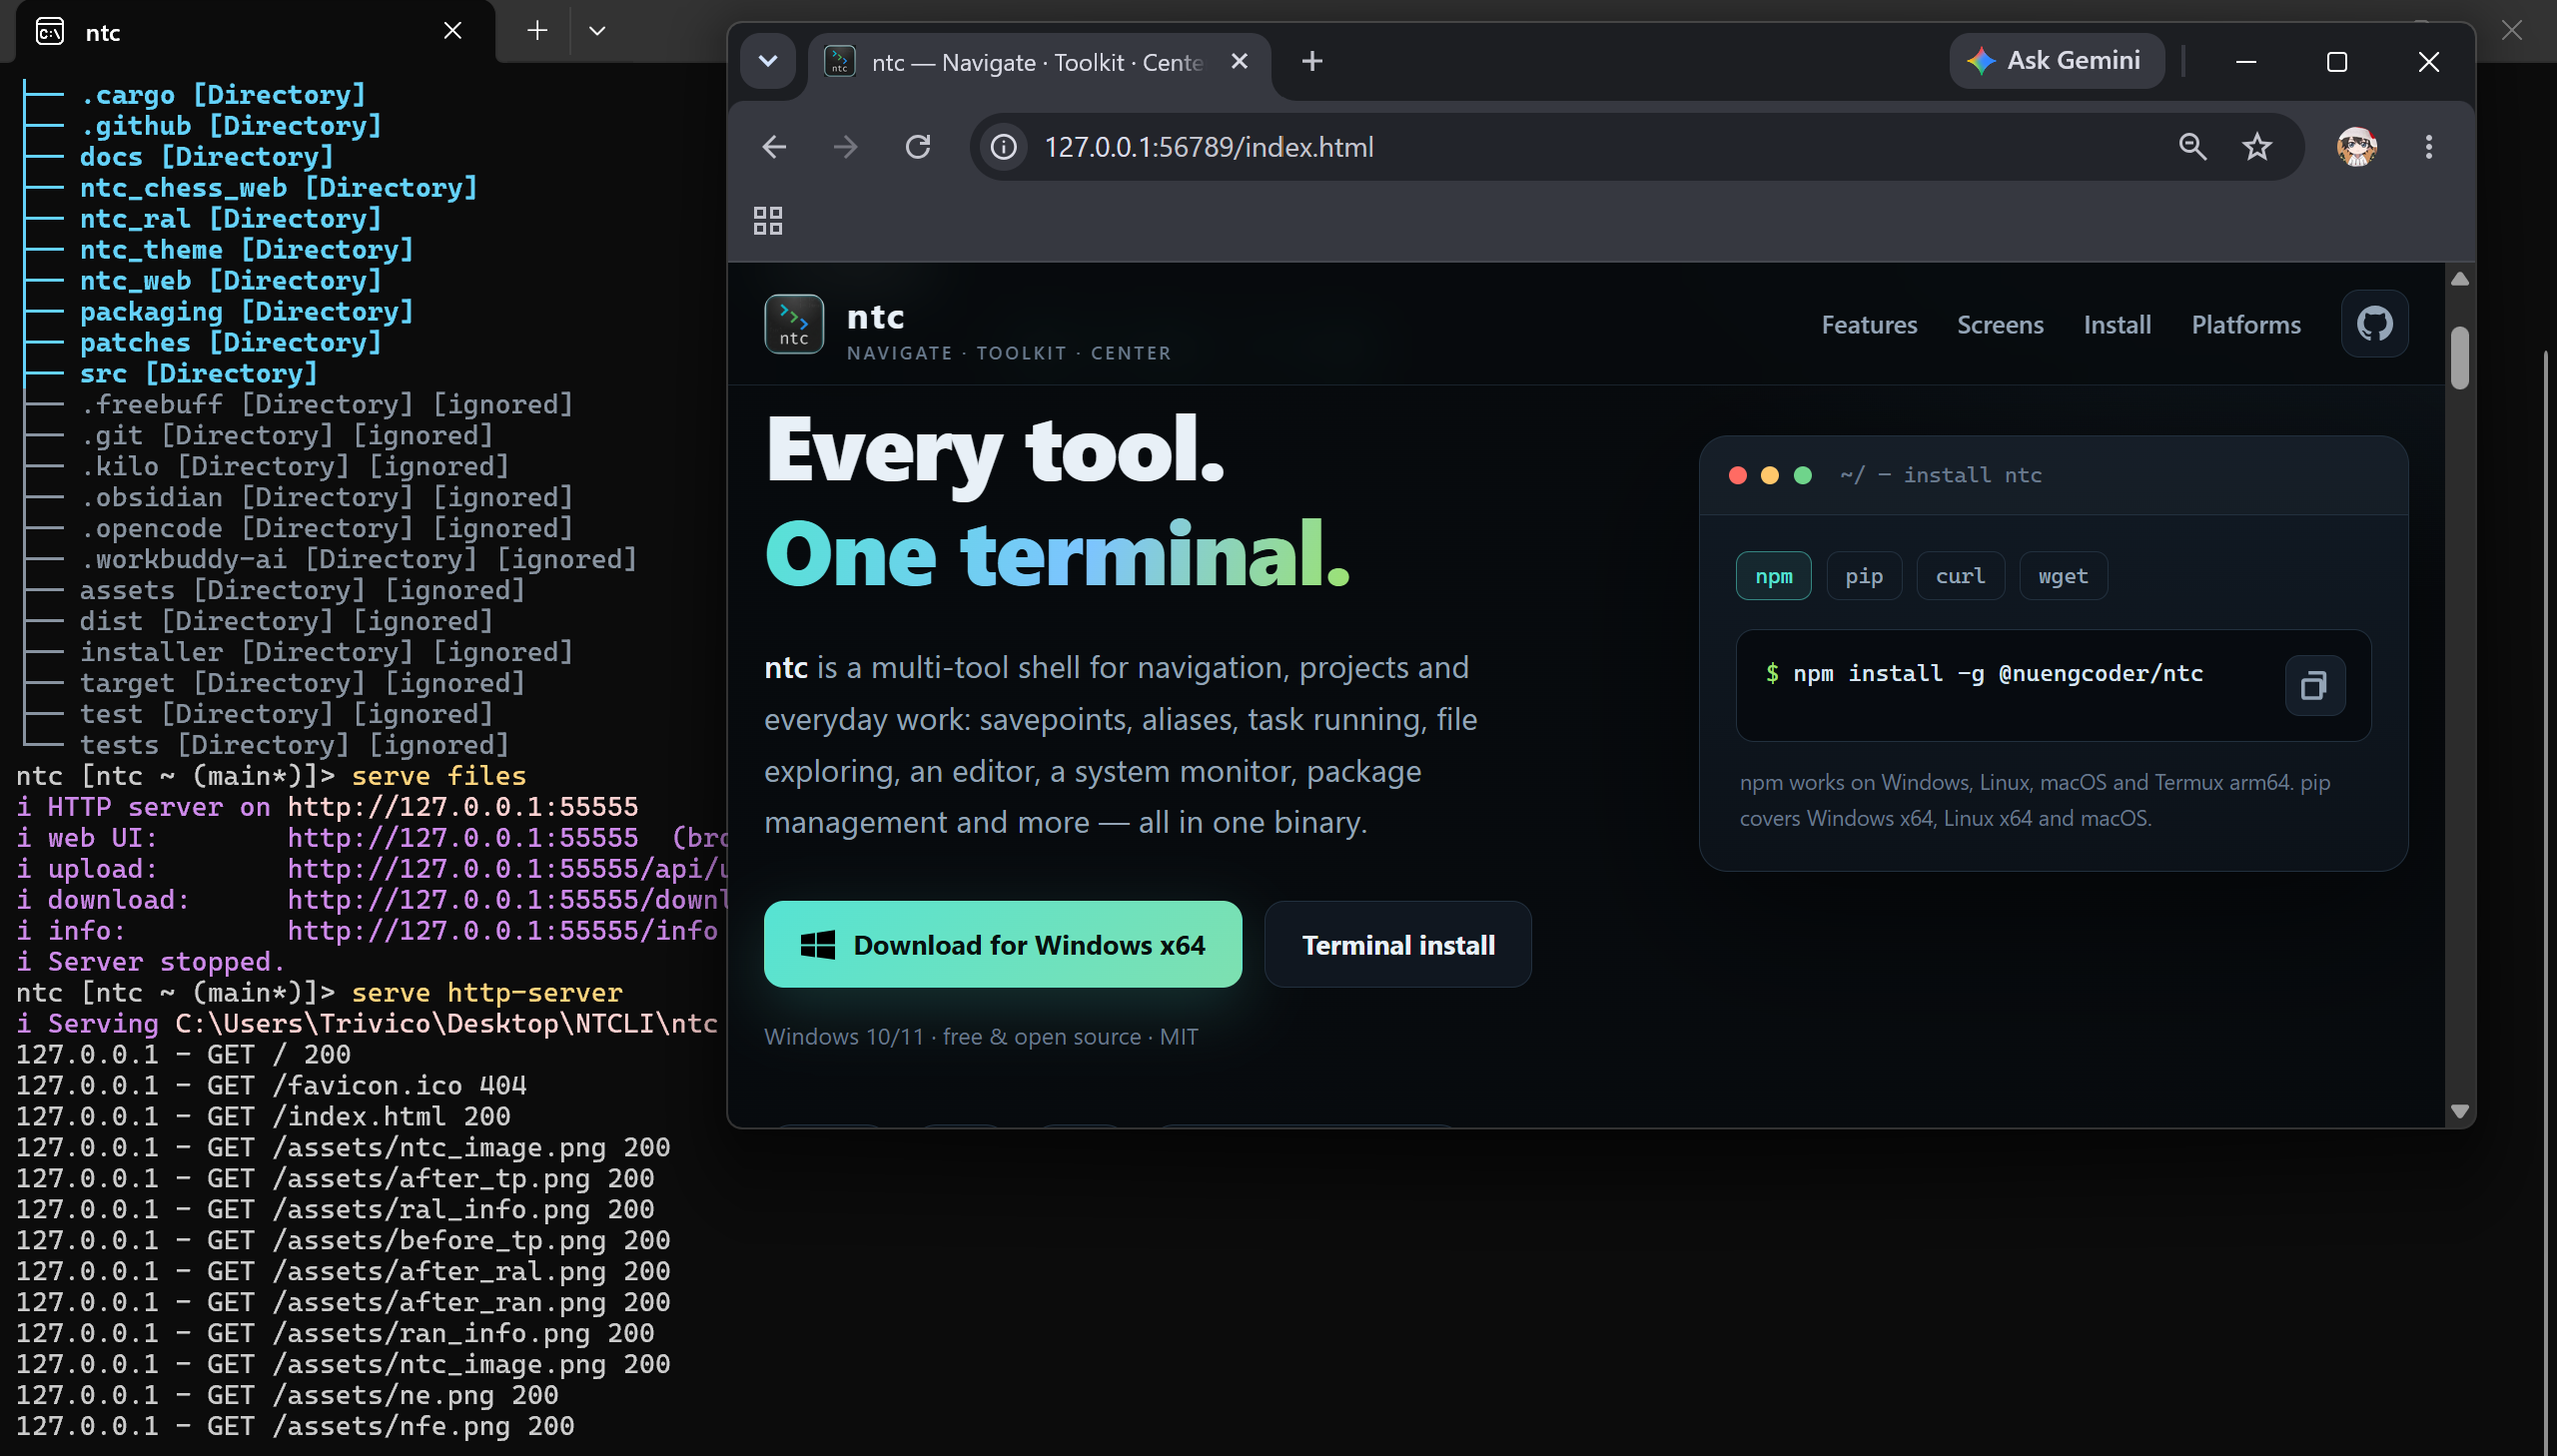 ntc
.cargo [Directory]
.github [Directory]
docs [Directory]
ntc_chess_web [Directory]
ntc_ral [Directory]
ntc_theme [Directory]
ntc_web [Directory]
packaging [Directory]
patches [Directory]
src [Directory]
.freebuff [Directory] [ignored]
.git [Directory] [ignored]
.kilo [Directory] [ignored]
.obsidian [Directory] [ignored]
.opencode [Directory] [ignored]
.workbuddy-ai [Directory] [ignored]
assets [Directory] [ignored]
dist [Directory] [ignored]
installer [Directory] [ignored]
target [Directory] [ignored]
test [Directory] [ignored]
tests [Directory] [ignored]
ntc [ntc ~ (main*)]> serve files
i HTTP server on http://127.0.0.1:55555
i web UI: http://127.0.0.1:55555 (bro
i upload: http://127.0.0.1:55555/api/u
i download: http://127.0.0.1:55555/downl
i info: http://127.0.0.1:55555/info
i Server stopped.
ntc [ntc ~ (main*)]> serve http-server
i Serving C:\Users\Trivico\Desktop\NTCLI\ntc
127.0.0.1 - GET / 200
127.0.0.1 - GET /favicon.ico 404
127.0.0.1 - GET /index.html 200
127.0.0.1 - GET /assets/ntc_image.png 200
127.0.0.1 - GET /assets/after_tp.png 200
127.0.0.1 - GET /assets/ral_info.png 200
127.0.0.1 - GET /assets/before_tp.png 200
127.0.0.1 - GET /assets/after_ral.png 200
127.0.0.1 - GET /assets/after_ran.png 200
127.0.0.1 - GET /assets/ran_info.png 200
127.0.0.1 - GET /assets/ntc_image.png 200
127.0.0.1 - GET /assets/ne.png 200
127.0.0.1 - GET /assets/nfe.png 200
ntc — Navigate · Toolkit · Cente
Ask Gemini
127.0.0.1:56789/index.html
ntc
ntc
NAVIGATE · TOOLKIT · CENTER
Features
Screens
Install
Platforms
Every tool.
One terminal.
ntc is a multi-tool shell for navigation, projects and
everyday work: savepoints, aliases, task running, file
exploring, an editor, a system monitor, package
management and more — all in one binary.
Download for Windows x64
Terminal install
Windows 10/11 · free & open source · MIT
~/ — install ntc
npm
pip
curl
wget
$ npm install -g @nuengcoder/ntc
npm works on Windows, Linux, macOS and Termux arm64. pip
covers Windows x64, Linux x64 and macOS.